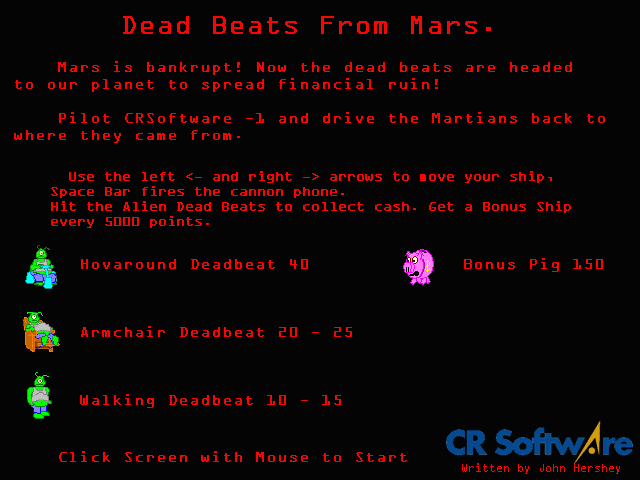 Dead Beats From Mars.
Mars is bankrupt! Now the dead beats are headed
to our planet to spread financial ruin!
Pilot CRSoftware -1 and drive the Martians back to
where they came from.
Use the left <- and right -> arrows to move your ship,
Space Bar fires the cannon phone.
Hit the Alien Dead Beats to collect cash. Get a Bonus Ship
every 5000 points.
Hovaround Deadbeat 40
Bonus Pig 150
Armchair Deadbeat 20 - 25
Walking Deadbeat 10 - 15
CR Software
Click Screen with Mouse to Start
Written by John Hershey